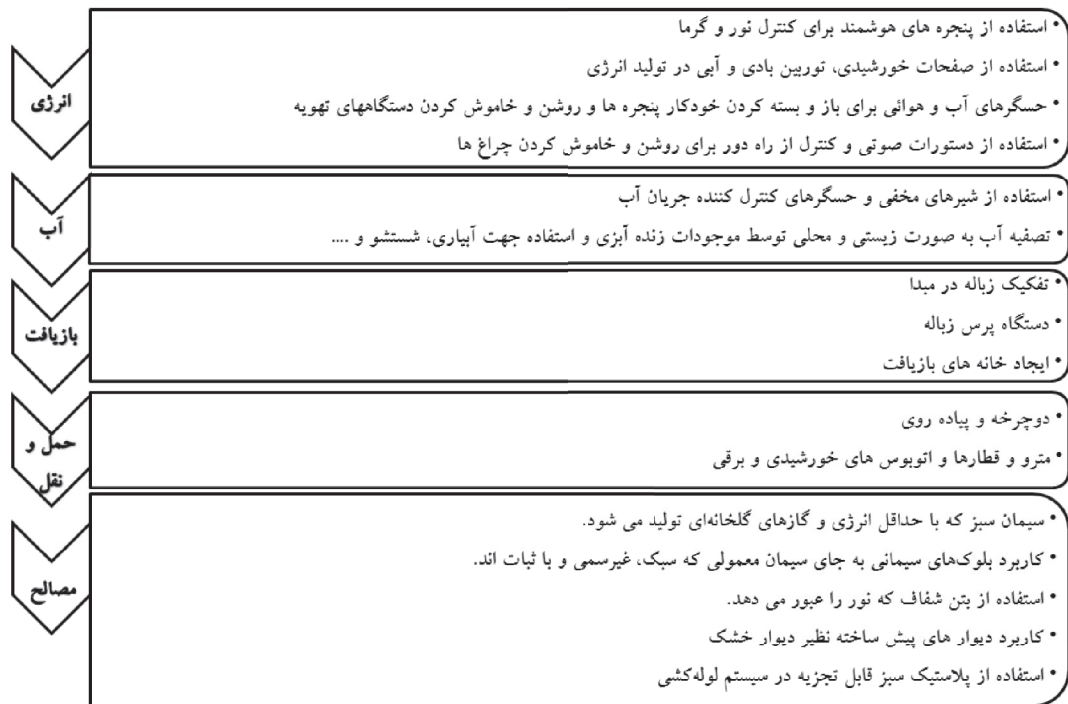 انرژی
• استفاده از پنجره های هوشمند برای کنترل نور و گرما
• استفاده از صفحات خورشیدی، توربین بادی و آبی در تولید انرژی
• حسگرهای آب و هوائی برای باز و بسته کردن خودکار پنجره ها و روشن و خاموش کردن دستگاههای تهویه
• استفاده از دستورات صوتی و کنترل از راه دور برای روشن و خاموش کردن چراغ ها
آب
• استفاده از شیرهای مخفی و حسگرهای کنترل کننده جریان آب
• تصفیه آب به صورت زیستی و محلی توسط موجودات زنده آبزی و استفاده جهت آبیاری، شستشو و ....
بازیافت
• تفکیک زباله در مبدا
• دستگاه پرس زباله
• ایجاد خانه های بازیافت
حمل و
نقل
• دوچرخه و پیاده روی
• مترو و قطارها و اتوبوس های خورشیدی و برقی
مصالح
• سیمان سبز که با حداقل انرژی و گازهای گلخانه‌ای تولید می شود.
• کاربرد بلوک‌های سیمانی به جای سیمان معمولی که سبک، غیرسمی و با ثبات اند.
• استفاده از بتن شفاف که نور را عبور می دهد.
• کاربرد دیوار های پیش ساخته نظیر دیوار خشک
• استفاده از پلاستیک سبز قابل تجزیه در سیستم لوله‌کشی